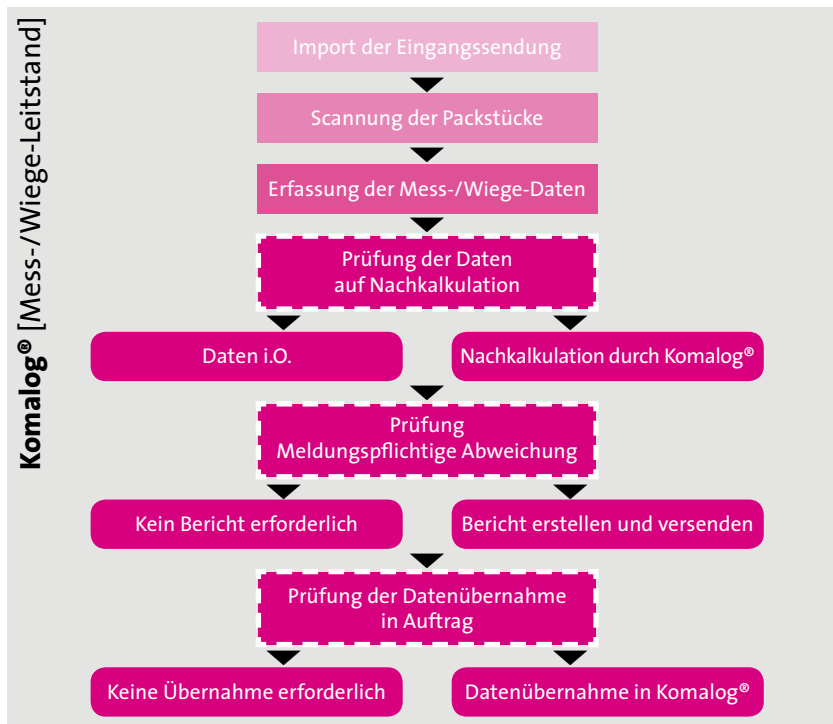 Komalog® [Mess-/Wiege-Leitstand]
Import der Eingangssendung
Scannung der Packstücke
Erfassung der Mess-/Wiege-Daten
Prüfung der Daten
auf Nachkalkulation
Daten i.O.
Nachkalkulation durch Komalog®
Prüfung
Meldungspflichtige Abweichung
Kein Bericht erforderlich
Bericht erstellen und versenden
Prüfung der Datenübernahme
in Auftrag
Keine Übernahme erforderlich
Datenübernahme in Komalog®